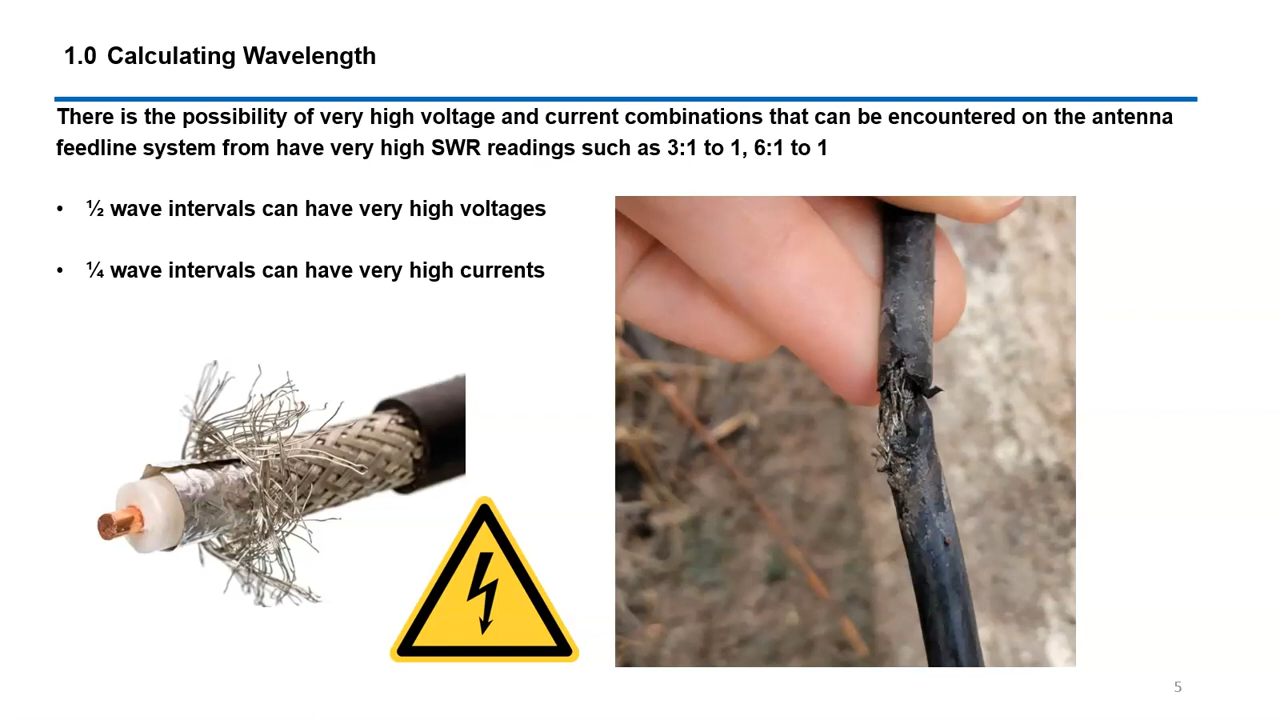 1.0 Calculating Wavelength
There is the possibility of very high voltage and current combinations that can be encountered on the antenna
feedline system from have very high SWR readings such as 3:1 to 1, 6:1 to 1
• ½ wave intervals can have very high voltages
• ¼ wave intervals can have very high currents
5